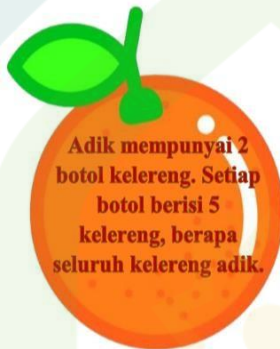 Adik mempunyai 2
botol kelereng. Setiap
botol berisi 5
kelereng, berapa
seluruh kelereng adik.